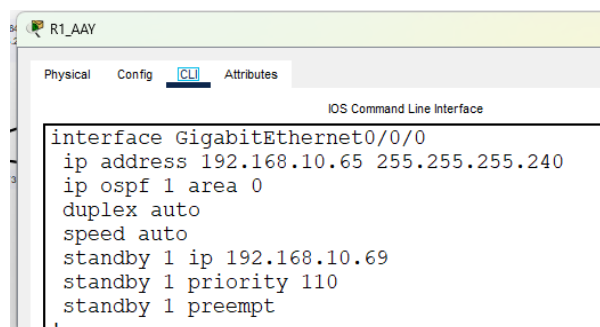 R1_AAY
Physical Config CLI Attributes
IOS Command Line Interface
interface GigabitEthernet0/0/0
ip address 192.168.10.65 255.255.255.240
ip ospf 1 area 0
duplex auto
speed auto
standby 1 ip 192.168.10.69
standby 1 priority 110
standby 1 preempt